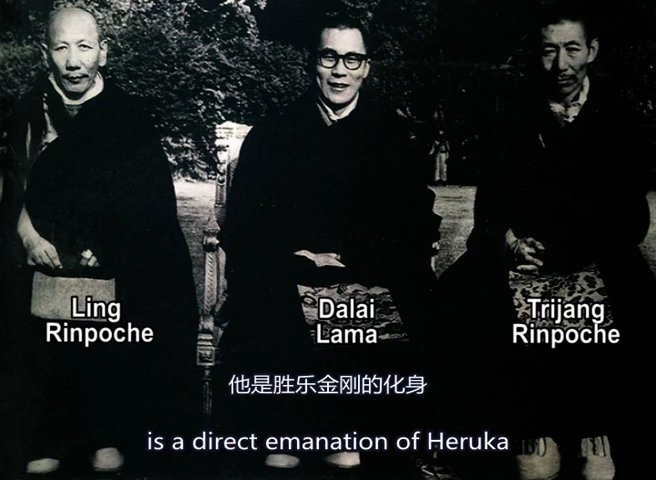 Ling
Rinpoche
Dalai
Lama
Trijang
Rinpoche
他是胜乐金刚的化身
is a direct emanation of Heruka